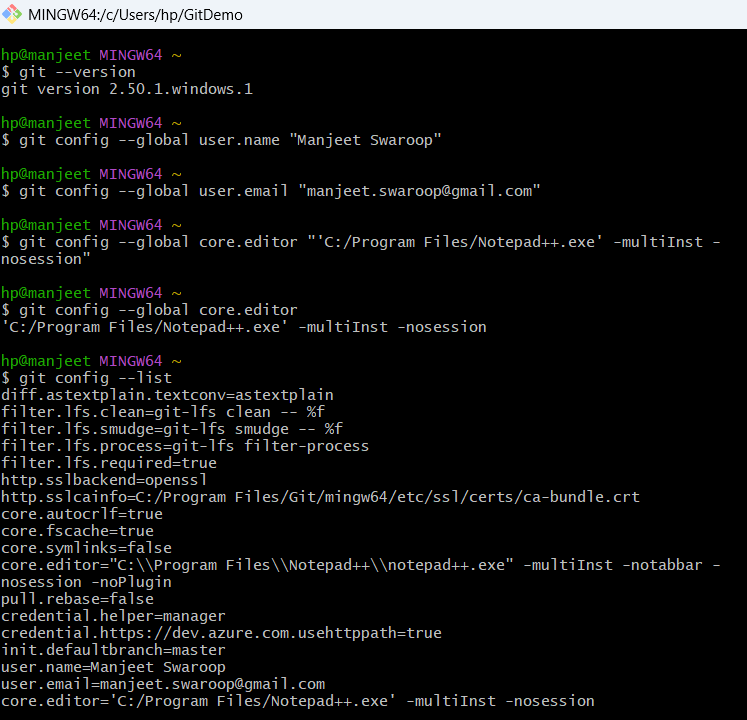 MINGW64:/c/Users/hp/GitDemo
hp@manjeet MINGW64 ~
$ git --version
git version 2.50.1.windows.1
hp@manjeet MINGW64 ~
$ git config --global user.name "Manjeet Swaroop"
hp@manjeet MINGW64 ~
$ git config --global user.email "manjeet.swaroop@gmail.com"
hp@manjeet MINGW64 ~
$ git config --global core.editor "'C:/Program Files/Notepad++.exe' -multiInst -
nosession"
hp@manjeet MINGW64 ~
$ git config --global core.editor
'C:/Program Files/Notepad++.exe' -multiInst -nosession
hp@manjeet MINGW64 ~
$ git config --list
diff.astextplain.textconv=astextplain
filter.lfs.clean=git-lfs clean -- %f
filter.lfs.smudge=git-lfs smudge -- %f
filter.lfs.process=git-lfs filter-process
filter.lfs.required=true
http.sslbackend=openssl
http.sslcainfo=C:/Program Files/Git/mingw64/etc/ssl/certs/ca-bundle.crt
core.autocrlf=true
core.fscache=true
core.symlinks=false
core.editor="C:\\Program Files\\Notepad++\\notepad++.exe" -multiInst -notabbar -
nosession -noPlugin
pull.rebase=false
credential.helper=manager
credential.https://dev.azure.com.usehttppath=true
init.defaultbranch=master
user.name=Manjeet Swaroop
user.email=manjeet.swaroop@gmail.com
core.editor='C:/Program Files/Notepad++.exe' -multiInst -nosession